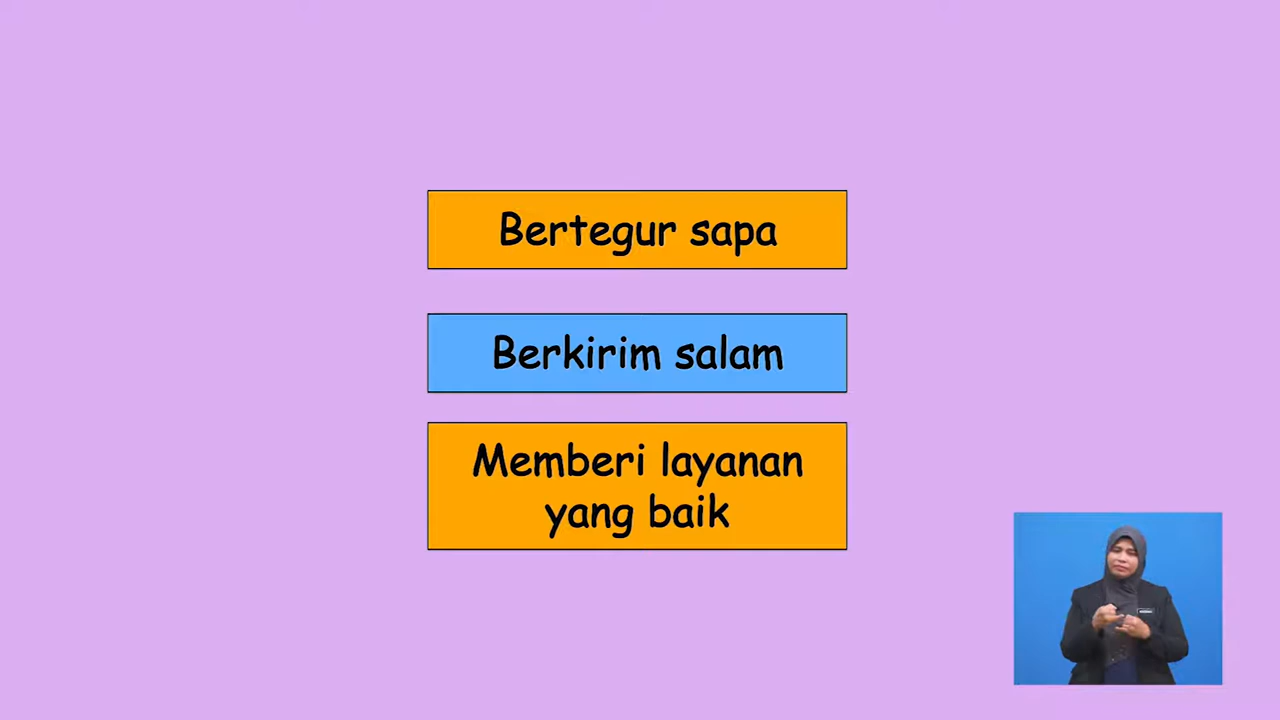 Bertegur sapa
Berkirim salam
Memberi layanan
yang baik